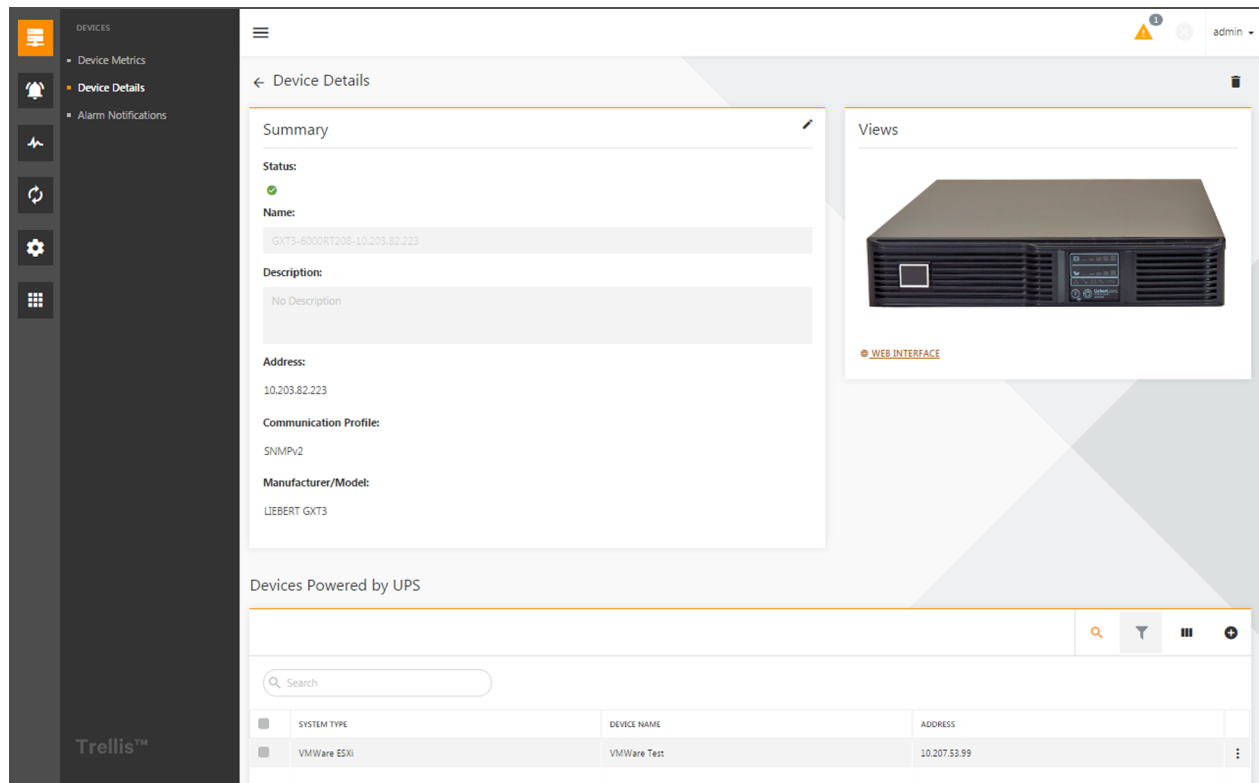 DEVICES
Device Metrics
Device Details
Alarm Notifications
1
admin
Device Details
Summary
Status:
Name:
GXT3-6000RT208-10.203.82.223
Description:
No Description
Address:
10.203.82.223
Communication Profile:
SNMPv2
Manufacturer/Model:
LIEBERT GXT3
Views
WEB INTERFACE
Devices Powered by UPS
Search
SYSTEM TYPE DEVICE NAME ADDRESS
VMWare ESXi VMWare Test 10.207.53.99
Trellis™